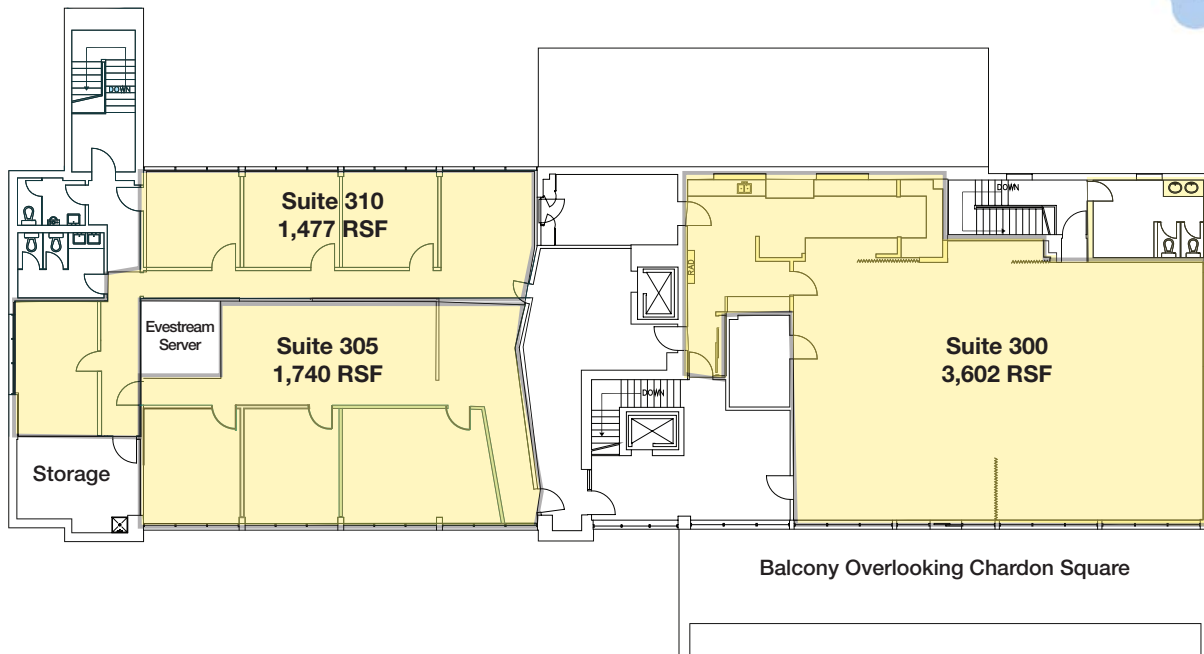 DOWN
Suite 310
1,477 RSF
DOWN
RAD
Evestream
Server
Suite 305
1,740 RSF
Suite 300
3,602 RSF
DOWN
Storage
Balcony Overlooking Chardon Square